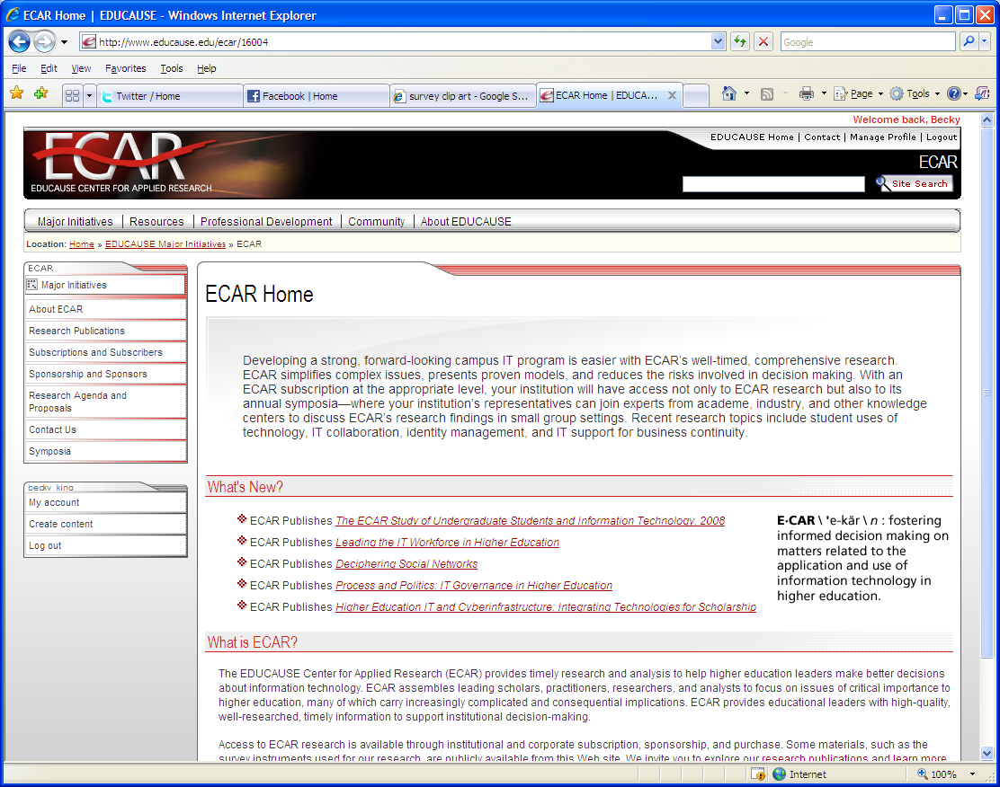 ECAR Home | EDUCAUSE - Windows Internet Explorer
http://www.educause.edu/ecar/16004
Google
File Edit View Favorites Tools Help
Twitter / Home
Facebook | Home
survey clip art - Google S...
ECAR Home | EDUCA...
Page Tools
Welcome back, Becky
EDUCAUSE Home | Contact | Manage Profile | Logout
ECAR
EDUCAUSE CENTER FOR APPLIED RESEARCH
ECAR
Site Search
Major Initiatives | Resources | Professional Development | Community | About EDUCAUSE
Location: Home » EDUCAUSE Major Initiatives » ECAR
ECAR
Major Initiatives
About ECAR
Research Publications
Subscriptions and Subscribers
Sponsorship and Sponsors
Research Agenda and
Proposals
Contact Us
Symposia
becky_king
My account
Create content
Log out
ECAR Home
Developing a strong, forward-looking campus IT program is easier with ECAR's well-timed, comprehensive research.
ECAR simplifies complex issues, presents proven models, and reduces the risks involved in decision making. With an
ECAR subscription at the appropriate level, your institution will have access not only to ECAR research but also to its
annual symposia—where your institution's representatives can join experts from academe, industry, and other knowledge
centers to discuss ECAR's research findings in small group settings. Recent research topics include student uses of
technology, IT collaboration, identity management, and IT support for business continuity.
What's New?
ECAR Publishes The ECAR Study of Undergraduate Students and Information Technology, 2008
ECAR Publishes Leading the IT Workforce in Higher Education
ECAR Publishes Deciphering Social Networks
ECAR Publishes Process and Politics: IT Governance in Higher Education
ECAR Publishes Higher Education IT and Cyberinfrastructure: Integrating Technologies for Scholarship
E·CAR \ 'e-kär \ n : fostering
informed decision making on
matters related to the
application and use of
information technology in
higher education.
What is ECAR?
The EDUCAUSE Center for Applied Research (ECAR) provides timely research and analysis to help higher education leaders make better decisions
about information technology. ECAR assembles leading scholars, practitioners, researchers, and analysts to focus on issues of critical importance to
higher education, many of which carry increasingly complicated and consequential implications. ECAR provides educational leaders with high-quality,
well-researched, timely information to support institutional decision-making.
Access to ECAR research is available through institutional and corporate subscription, sponsorship, and purchase. Some materials, such as the
survey instruments used for our research, are publicly available from this Web site. We invite you to explore our research publications and learn more
Internet
100%